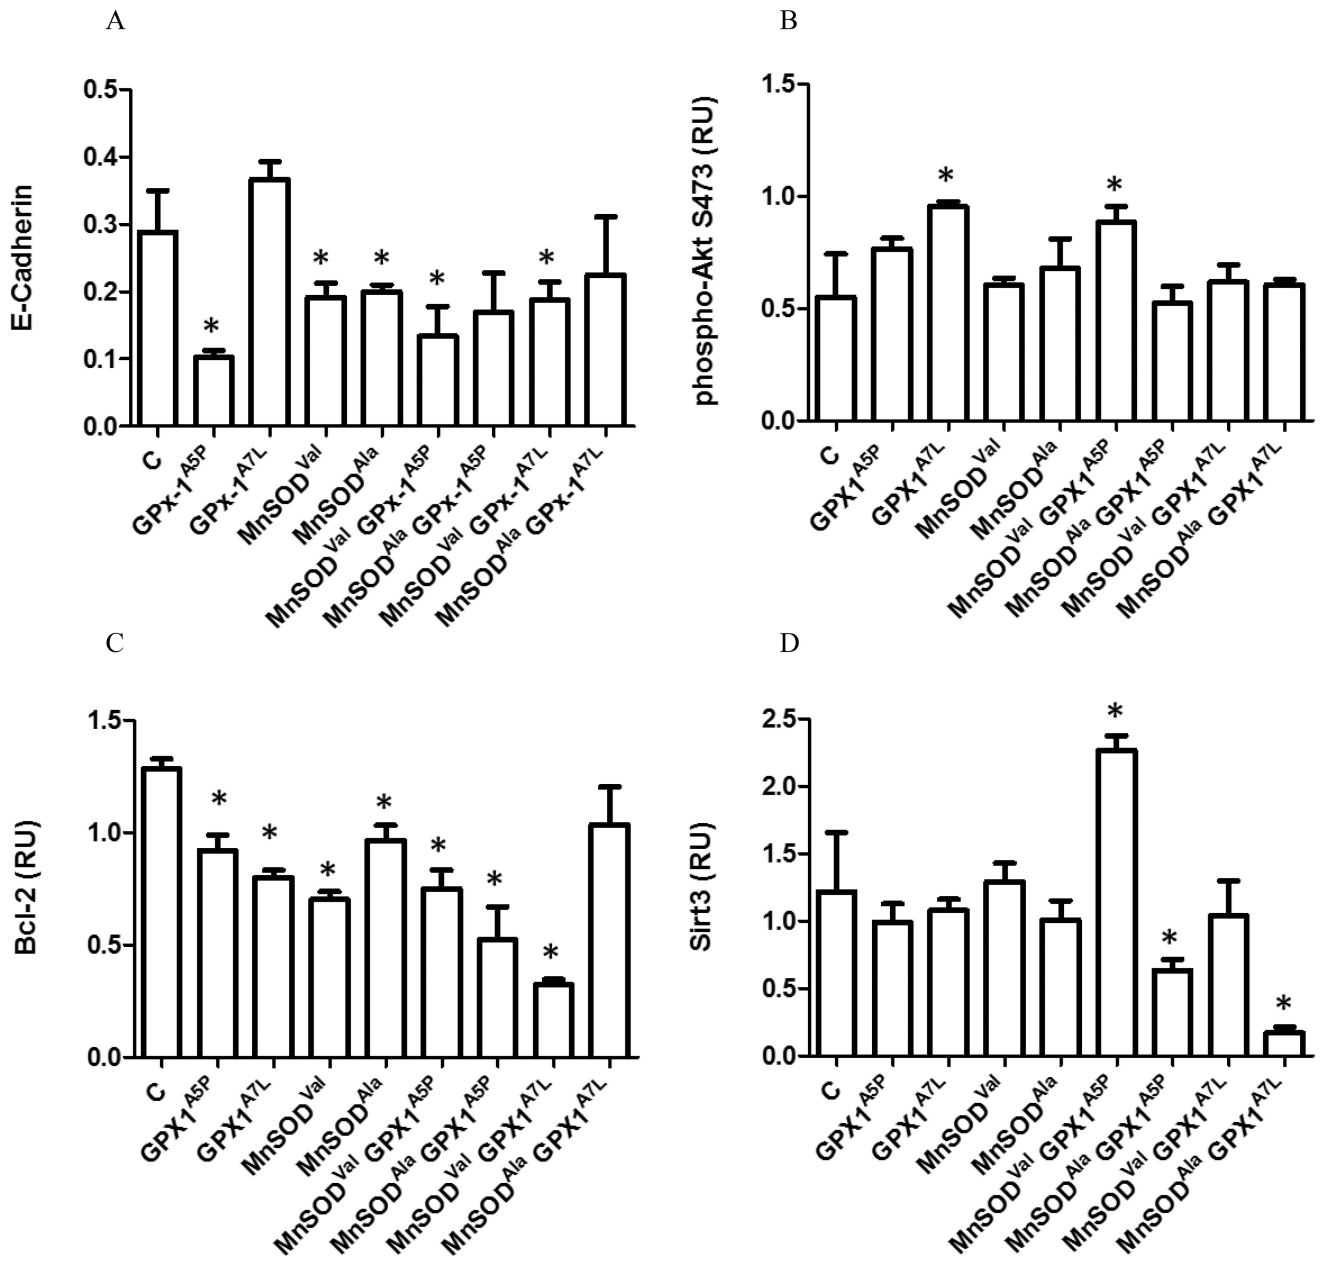 A
E-Cadherin
0.5
0.4
0.3
0.2
0.1
0.0
*
*
*
*
*
C
GPx-1A5P
GPx-1A7L
MnSODVal
MnSODAla
MnSODVal GPx-1A5P
MnSODAla GPx-1A5P
MnSODVal GPx-1A7L
MnSODAla GPx-1A7L
B
phospho-Akt S473 (RU)
1.5
1.0
0.5
0.0
*
*
C
GPX1A5P
GPX1A7L
MnSODVal
MnSODAla
MnSODVal GPX1A5P
MnSODAla GPX1A5P
MnSODVal GPX1A7L
MnSODAla GPX1A7L
C
Bcl-2 (RU)
1.5
1.0
0.5
0.0
*
*
*
*
*
*
*
C
GPX1A5P
GPX1A7L
MnSODVal
MnSODAla
MnSODVal GPX1A5P
MnSODAla GPX1A5P
MnSODVal GPX1A7L
MnSODAla GPX1A7L
D
Sirt3 (RU)
2.5
2.0
1.5
1.0
0.5
0.0
*
*
*
C
GPX1A5P
GPX1A7L
MnSODVal
MnSODAla
MnSODVal GPX1A5P
MnSODAla GPX1A5P
MnSODVal GPX1A7L
MnSODAla GPX1A7L